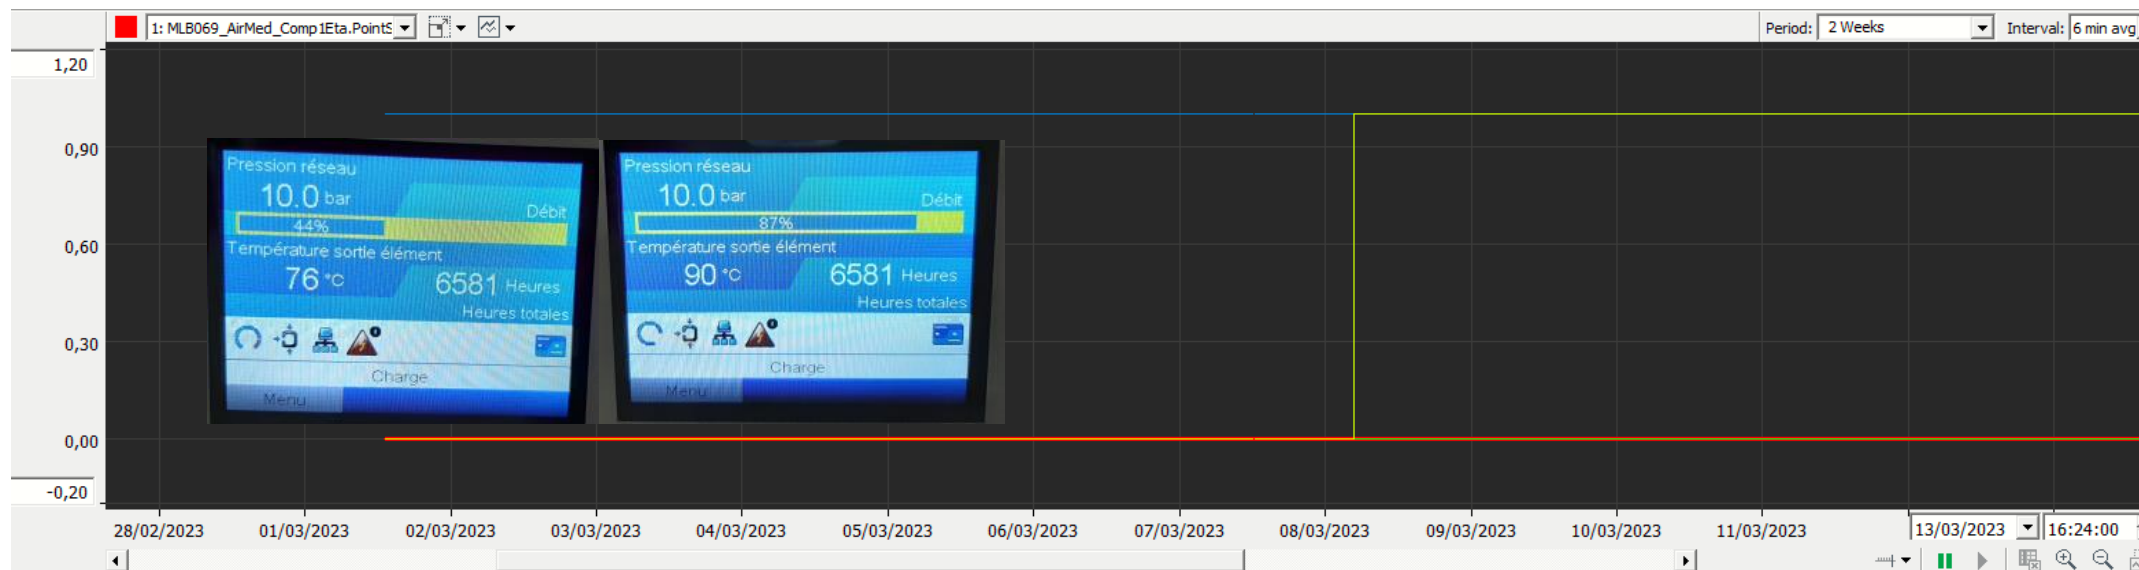 1: MLB069_AirMed_Comp1Eta.PointS
Period: 2 Weeks
Interval: 6 min avg
1,20
0,90
0,60
0,30
0,00
-0,20
Pression réseau
10.0 bar
Débit
44%
Température sortie élément
76 °C
6581 Heures
Heures totales
Charge
Menu
Pression réseau
10.0 bar
Débit
87%
Température sortie élément
90 °C
6581 Heures
Heures totales
Charge
Menu
28/02/2023
01/03/2023
02/03/2023
03/03/2023
04/03/2023
05/03/2023
06/03/2023
07/03/2023
08/03/2023
09/03/2023
10/03/2023
11/03/2023
13/03/2023
16:24:00